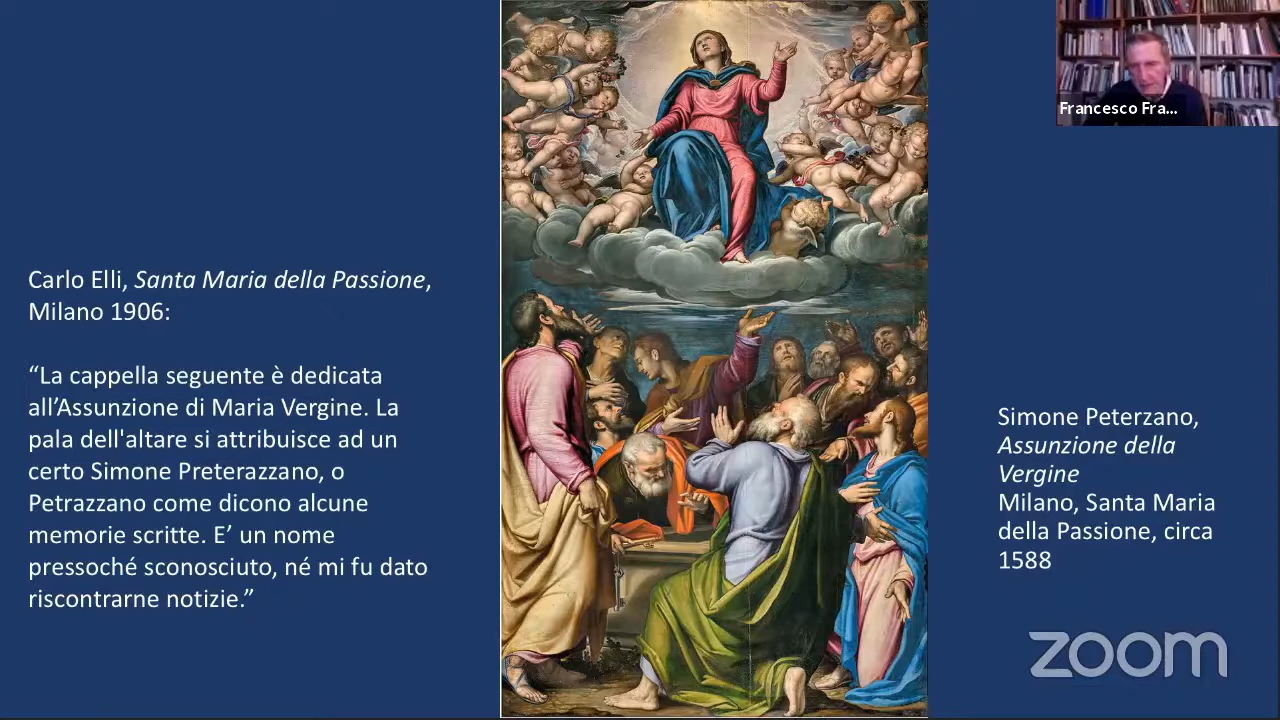 Carlo Elli, Santa Maria della Passione,
Milano 1906:
“La cappella seguente è dedicata
all’Assunzione di Maria Vergine. La
pala dell'altare si attribuisce ad un
certo Simone Preterazzano, o
Petrazzano come dicono alcune
memorie scritte. E’ un nome
pressoché sconosciuto, né mi fu dato
riscontrarne notizie.”
Francesco Fra...
Simone Peterzano,
Assunzione della
Vergine
Milano, Santa Maria
della Passione, circa
1588
zoom